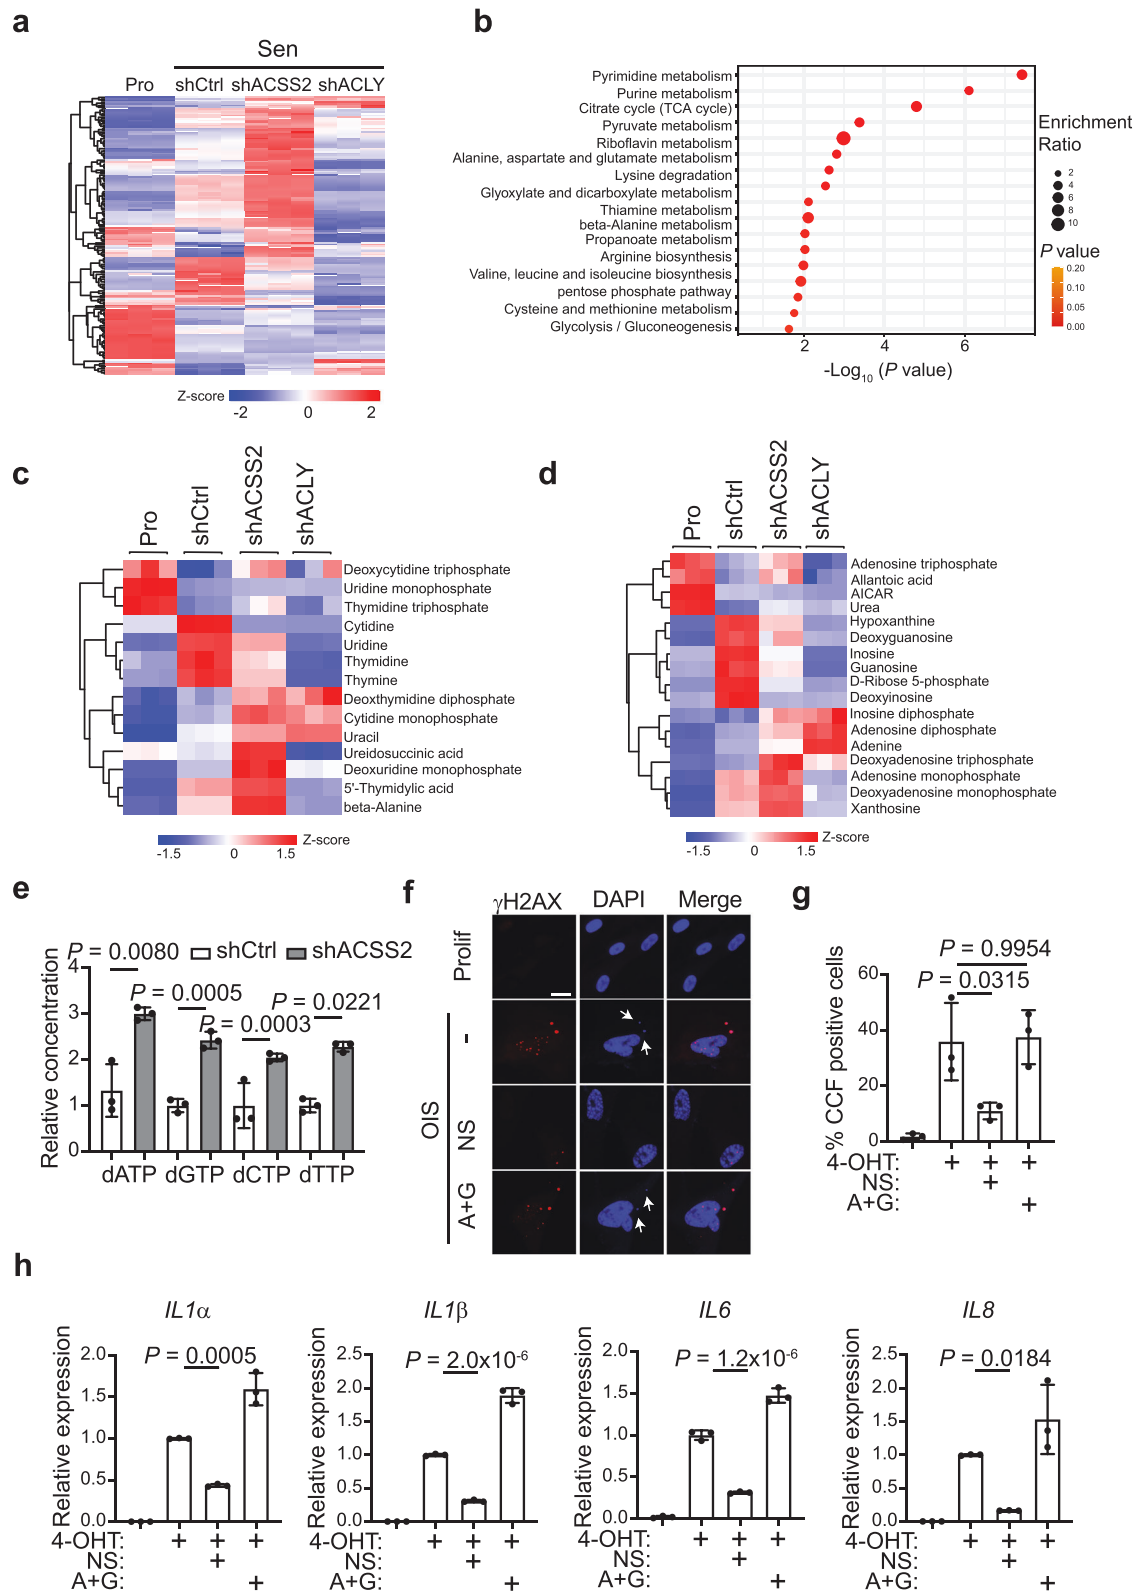 a
Sen
Pro shCtrl shACSS2 shACLY
Z-score
-2 0 2
b
Pyrimidine metabolism
Purine metabolism
Citrate cycle (TCA cycle)
Pyruvate metabolism
Riboflavin metabolism
Alanine, aspartate and glutamate metabolism
Lysine degradation
Glyoxylate and dicarboxylate metabolism
Thiamine metabolism
beta-Alanine metabolism
Propanoate metabolism
Arginine biosynthesis
Valine, leucine and isoleucine biosynthesis
pentose phosphate pathway
Cysteine and methionine metabolism
Glycolysis / Gluconeogenesis
2 4 6
-Log10 (P value)
Enrichment
Ratio
2
4
6
8
10
P value
0.20
0.15
0.10
0.05
0.00
c
Pro shCtrl shACSS2 shACLY
Deoxycytidine triphosphate
Uridine monophosphate
Thymidine triphosphate
Cytidine
Uridine
Thymidine
Thymine
Deoxthymidine diphosphate
Cytidine monophosphate
Uracil
Ureidosuccinic acid
Deoxuridine monophosphate
5'-Thymidylic acid
beta-Alanine
Z-score
-1.5 0 1.5
d
Pro shCtrl shACSS2 shACLY
Adenosine triphosphate
Allantoic acid
AICAR
Urea
Hypoxanthine
Deoxyguanosine
Inosine
Guanosine
D-Ribose 5-phosphate
Deoxyinosine
Inosine diphosphate
Adenosine diphosphate
Adenine
Deoxyadenosine triphosphate
Adenosine monophosphate
Deoxyadenosine monophosphate
Xanthosine
Z-score
-1.5 0 1.5
e
shCtrl shACSS2
P = 0.0080
P = 0.0005
P = 0.0003
P = 0.0221
Relative concentration
4
3
2
1
0
dATP dGTP dCTP dTTP
f
γH2AX DAPI Merge
Prolif
OIS
-
NS
A+G
g
P = 0.9954
P = 0.0315
% CCF positive cells
60
40
20
0
4-OHT: + + +
NS: +
A+G: +
h
IL1α
P = 0.0005
Relative expression
2.0
1.5
1.0
0.5
0.0
4-OHT: + + +
NS: +
A+G: +
IL1β
P = 2.0x10-6
Relative expression
2.5
2.0
1.5
1.0
0.5
0.0
4-OHT: + + +
NS: +
A+G: +
IL6
P = 1.2x10-6
Relative expression
2.0
1.5
1.0
0.5
0.0
4-OHT: + + +
NS: +
A+G: +
IL8
P = 0.0184
Relative expression
2.5
2.0
1.5
1.0
0.5
0.0
4-OHT: + + +
NS: +
A+G: +